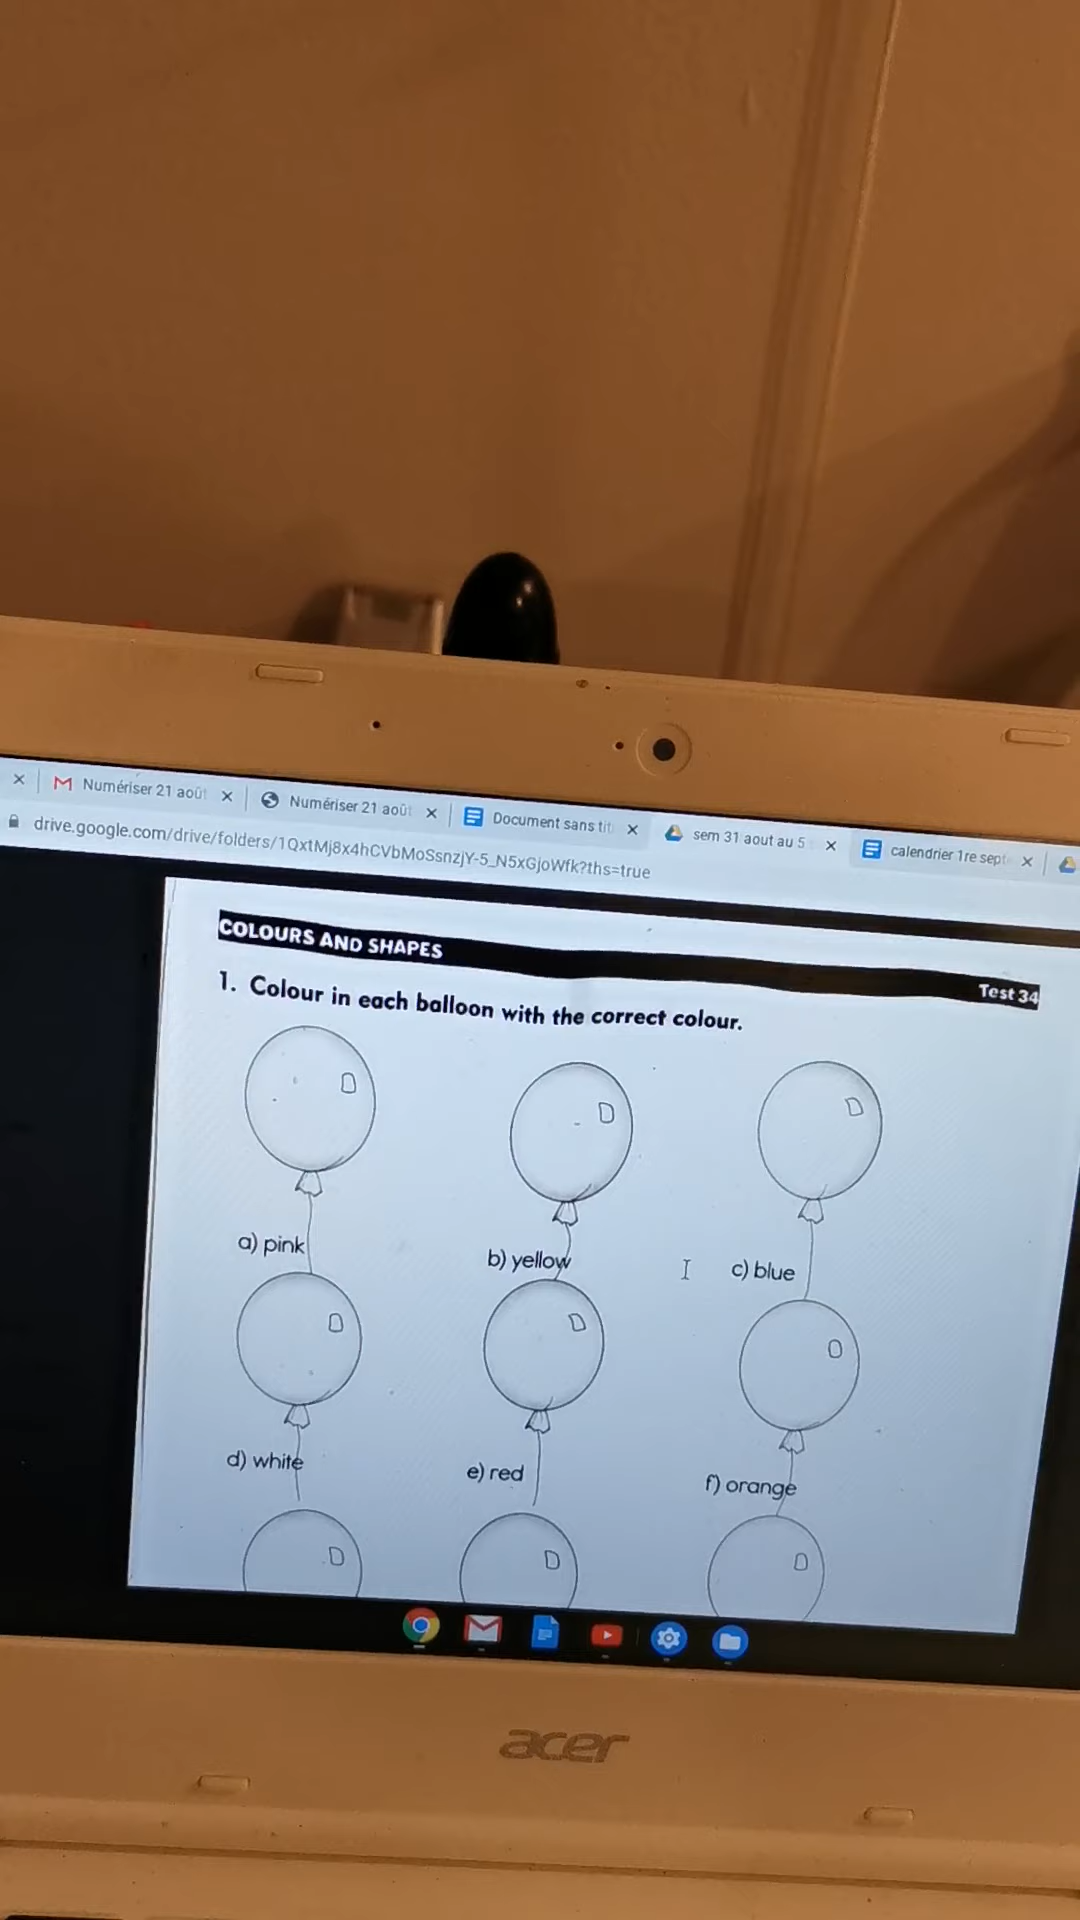 × M Numériser 21 aoû × Numériser 21 aoû × Document sans tit × sem 31 aout au 5 × calendrier 1re sept ×
drive.google.com/drive/folders/1QxtMj8x4hCVbMoSsnzjY-5_N5xGjoWfk?ths=true
COLOURS AND SHAPES
Test 34
1. Colour in each balloon with the correct colour.
a) pink b) yellow c) blue
d) white e) red f) orange
acer